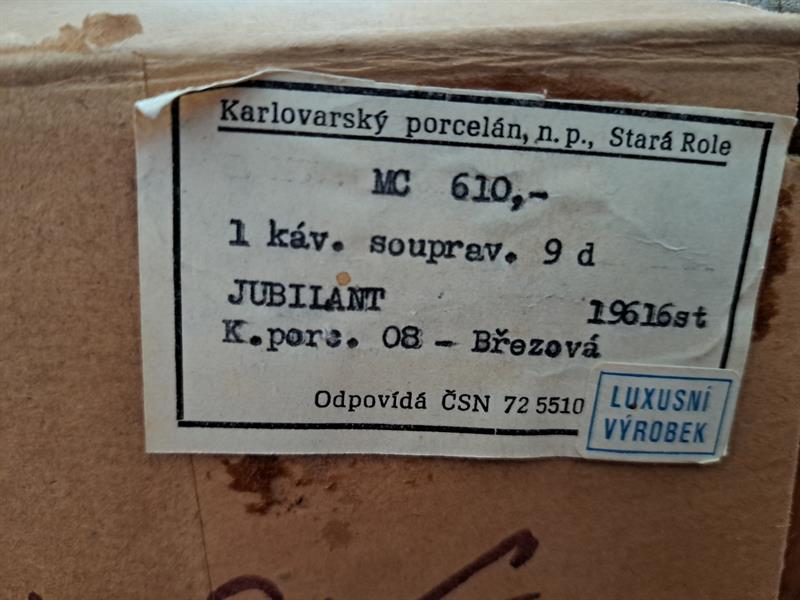 Karlovarský porcelán, n. p., Stará Role
MC 610,-
1 káv. souprav. 9 d
JUBILANT 19616st
K.porc. 08 - Březová
Odpovídá ČSN 72 5510
LUXUSNÍ
VÝROBEK